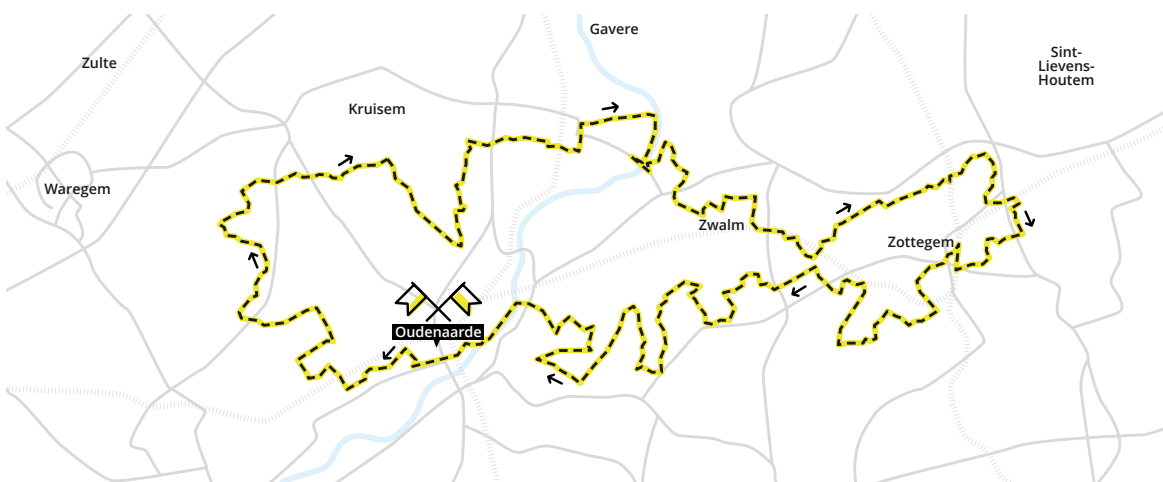 Gavere
Zulte
Sint-
Lievens-
Houtem
Kruisem
Waregem
Zwalm
Zottegem
Oudenaarde